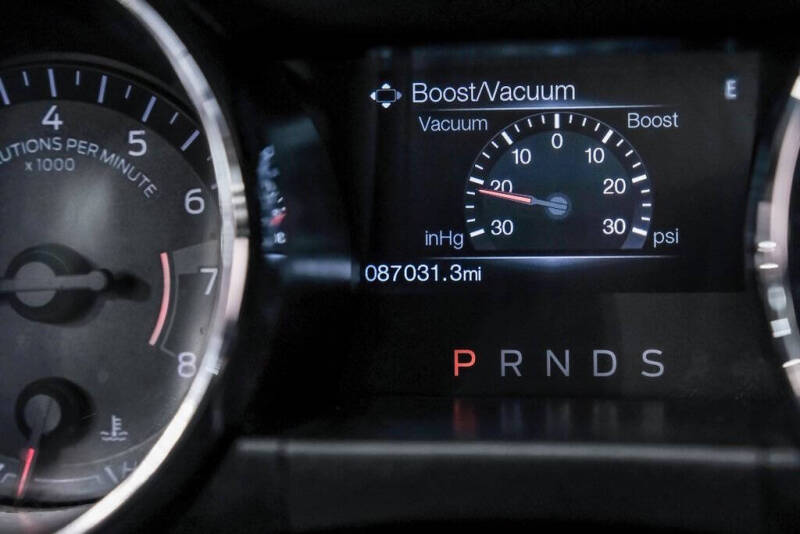 4
5
6
7
8
UTIONS PER MINUTE
x 1000
H
Boost/Vacuum
E
Vacuum
Boost
30
20
10
0
10
20
30
inHg
psi
087031.3mi
P R N D S